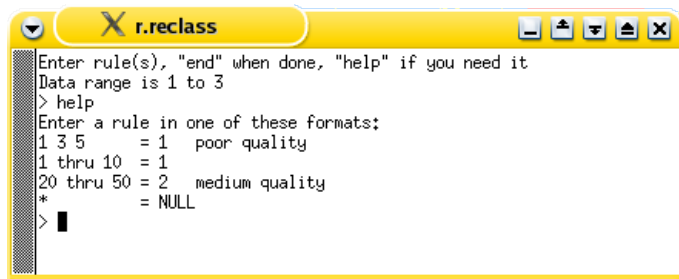 r.reclass
Enter rule(s), "end" when done, "help" if you need it
Data range is 1 to 3
> help
Enter a rule in one of these formats:
1 3 5      = 1   poor quality
1 thru 10  = 1
20 thru 50 = 2   medium quality
*          = NULL
>